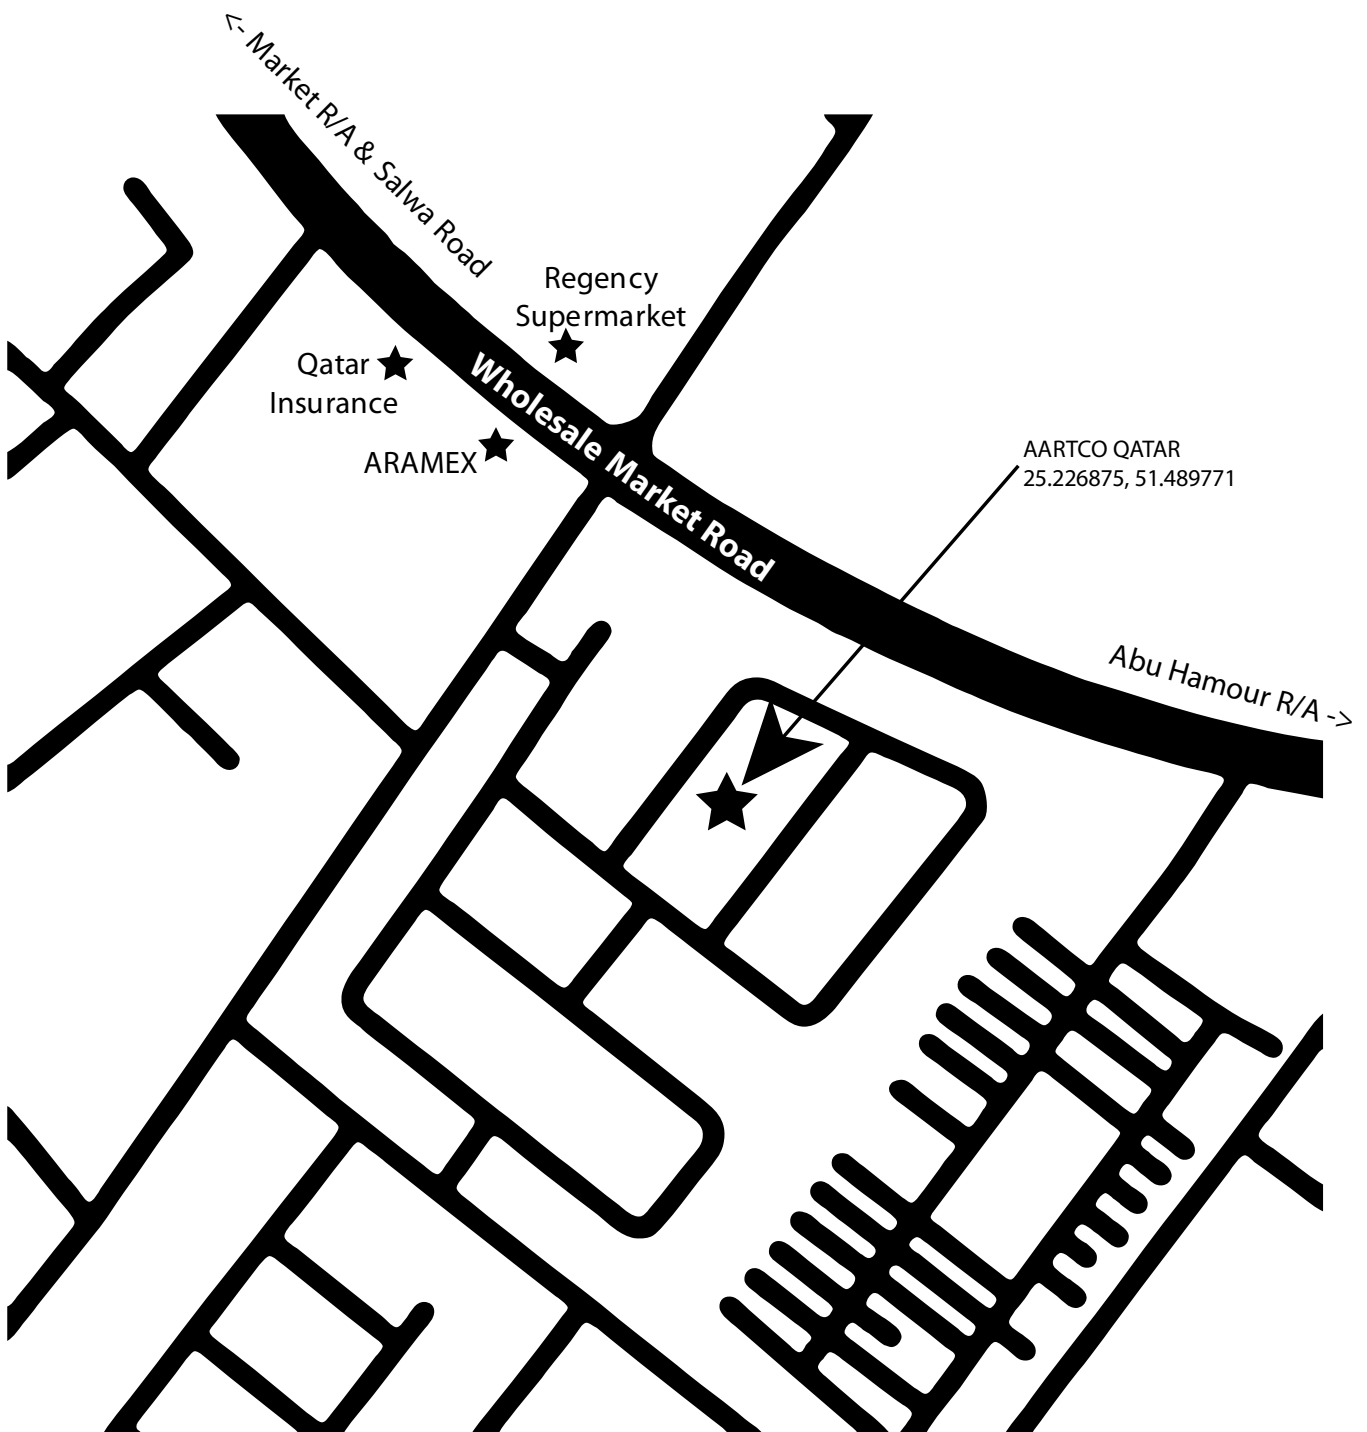 <- Market R/A & Salwa Road
Regency
Supermarket
Qatar
Insurance
ARAMEX
Wholesale Market Road
AARTCO QATAR
25.226875, 51.489771
Abu Hamour R/A ->